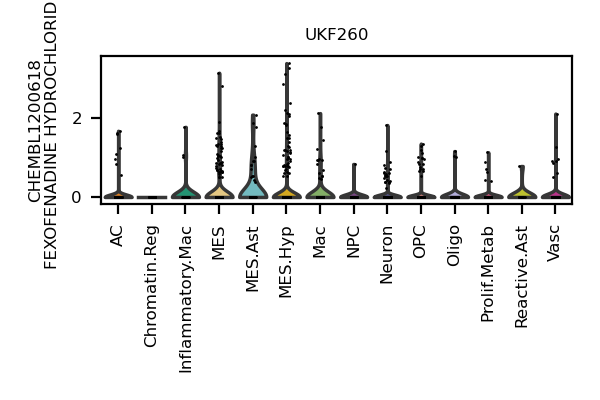 UKF260
CHEMBL1200618
FEXOFENADINE HYDROCHLORID
2
0
AC
Chromatin.Reg
Inflammatory.Mac
MES
MES.Ast
MES.Hyp
Mac
NPC
Neuron
OPC
Oligo
Prolif.Metab
Reactive.Ast
Vasc